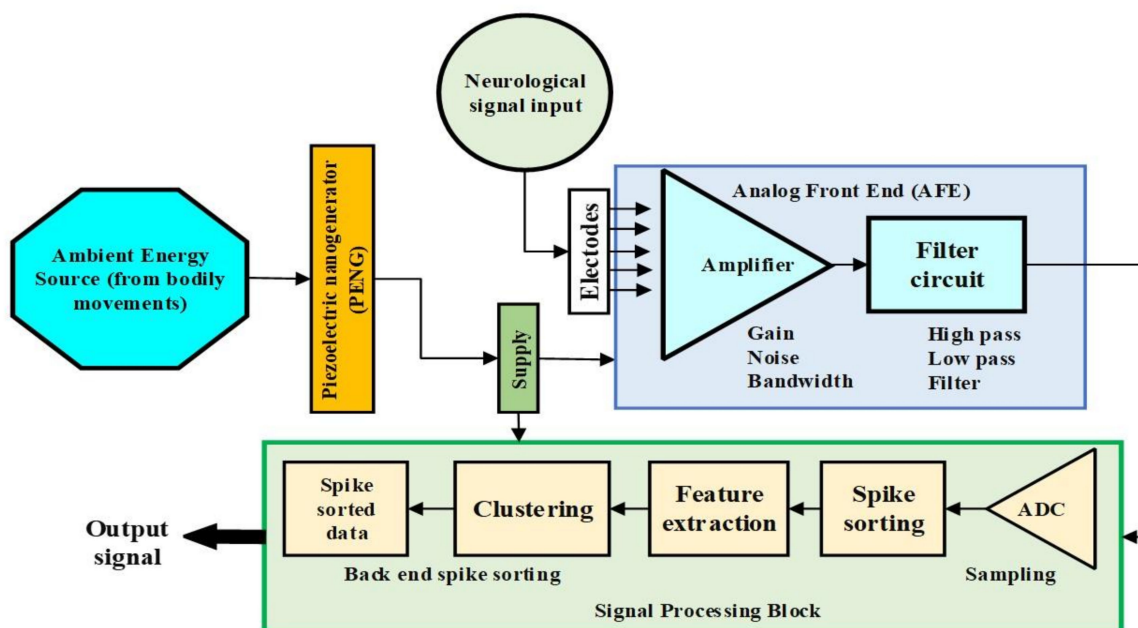 Neurological
signal input
Ambient Energy
Source (from bodily
movements)
Piezoelectric nanogenerator
(PENG)
Supply
Electodes
Analog Front End (AFE)
Amplifier
Filter
circuit
Gain
Noise
Bandwidth
High pass
Low pass
Filter
Output
signal
Spike
sorted
data
Clustering
Feature
extraction
Spike
sorting
ADC
Back end spike sorting
Sampling
Signal Processing Block